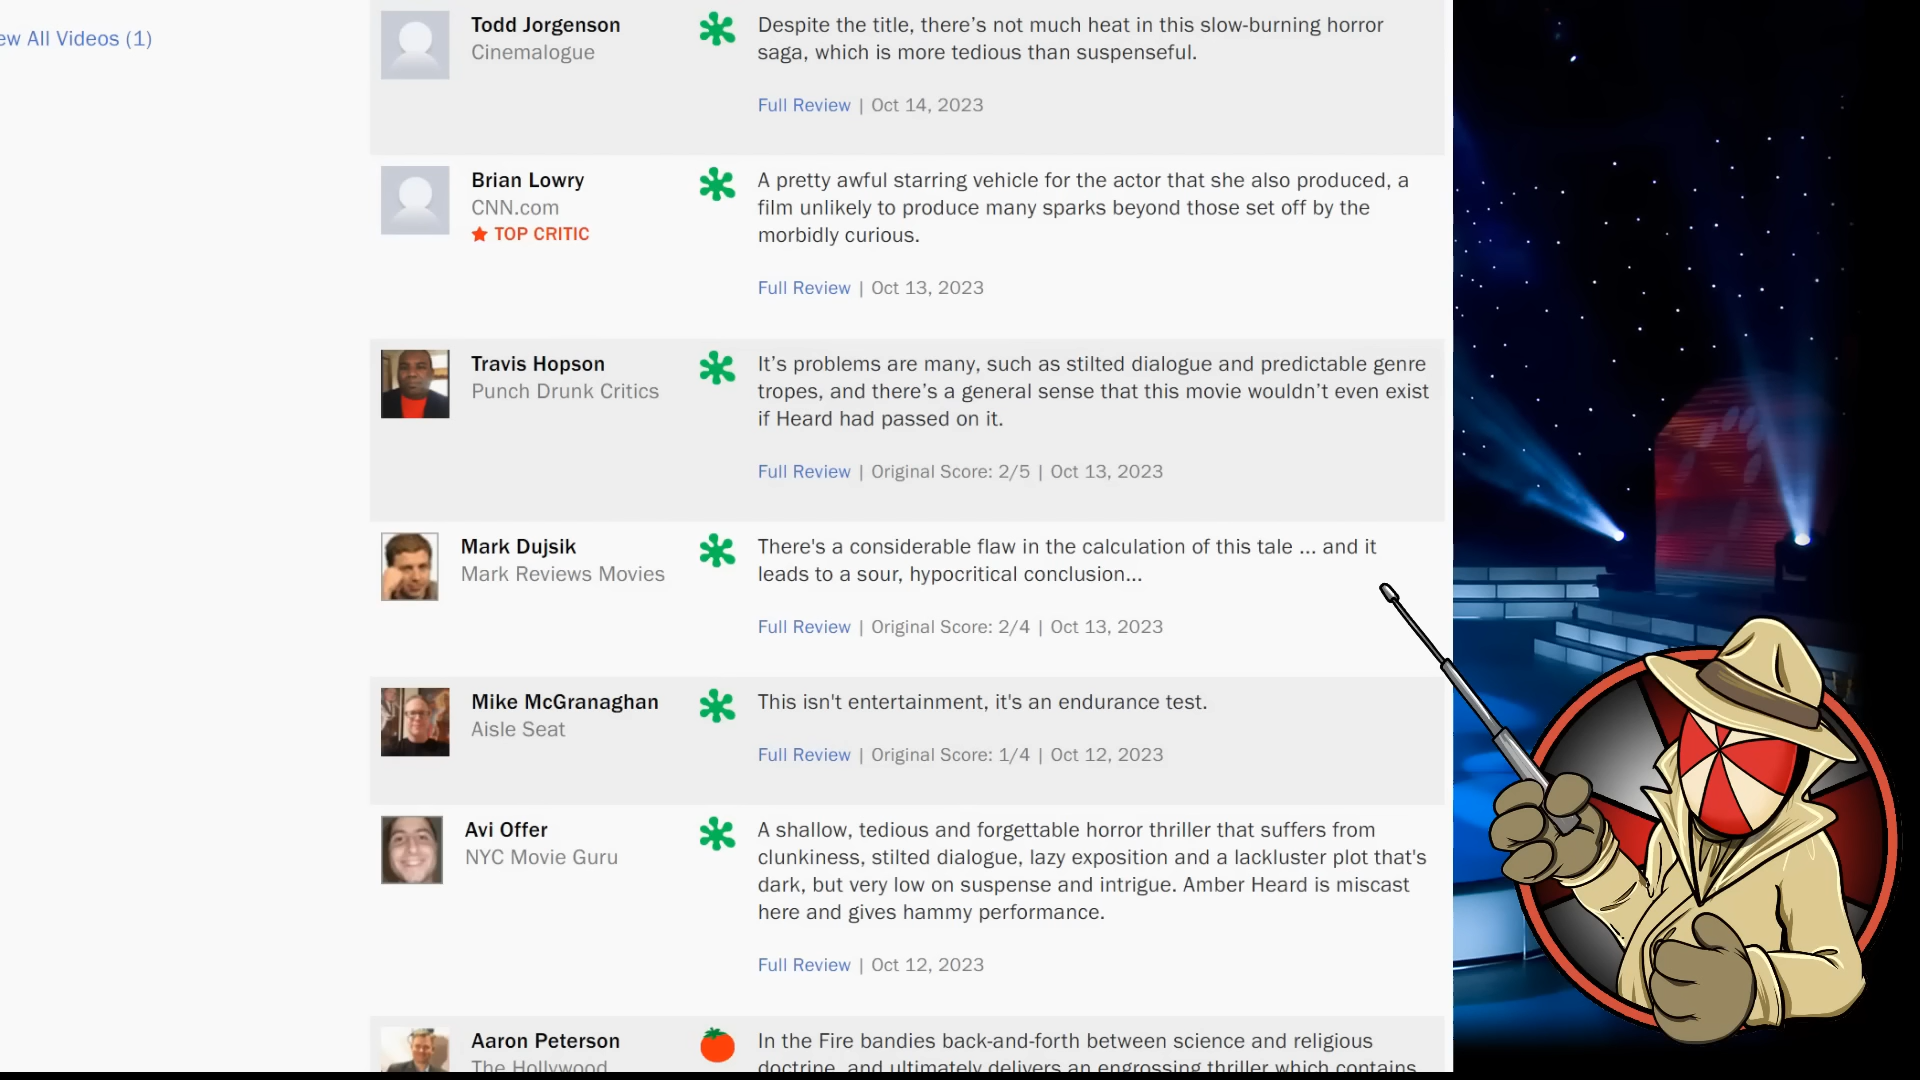 ew All Videos (1)
Todd Jorgenson
Cinemalogue
Despite the title, there’s not much heat in this slow-burning horror
saga, which is more tedious than suspenseful.
Full Review | Oct 14, 2023
Brian Lowry
CNN.com
TOP CRITIC
A pretty awful starring vehicle for the actor that she also produced, a
film unlikely to produce many sparks beyond those set off by the
morbidly curious.
Full Review | Oct 13, 2023
Travis Hopson
Punch Drunk Critics
It’s problems are many, such as stilted dialogue and predictable genre
tropes, and there’s a general sense that this movie wouldn’t even exist
if Heard had passed on it.
Full Review | Original Score: 2/5 | Oct 13, 2023
Mark Dujsik
Mark Reviews Movies
There's a considerable flaw in the calculation of this tale ... and it
leads to a sour, hypocritical conclusion...
Full Review | Original Score: 2/4 | Oct 13, 2023
Mike McGranaghan
Aisle Seat
This isn't entertainment, it's an endurance test.
Full Review | Original Score: 1/4 | Oct 12, 2023
Avi Offer
NYC Movie Guru
A shallow, tedious and forgettable horror thriller that suffers from
clunkiness, stilted dialogue, lazy exposition and a lackluster plot that's
dark, but very low on suspense and intrigue. Amber Heard is miscast
here and gives hammy performance.
Full Review | Oct 12, 2023
Aaron Peterson
The Hollywood
In the Fire bandies back-and-forth between science and religious
doctrine, and ultimately delivers an engrossing thriller which contains